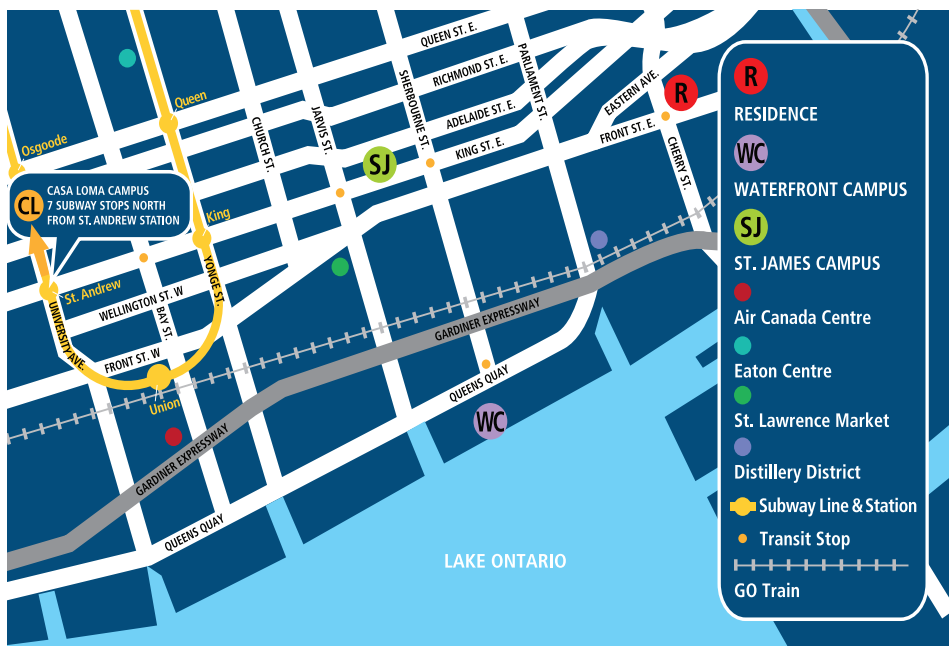 QUEEN ST. E.
RICHMOND ST. E.
ADELAIDE ST. E.
KING ST. E.
FRONT ST. E.
EASTERN AVE.
PARLIAMENT ST.
SHERBOURNE ST.
JARVIS ST.
CHURCH ST.
CHERRY ST.
R
SJ
Queen
Osgoode
CL
CASA LOMA CAMPUS
7 SUBWAY STOPS NORTH
FROM ST. ANDREW STATION
King
St. Andrew
YONGE ST.
WELLINGTON ST. W
BAY ST.
UNIVERSITY AVE.
FRONT ST. W
Union
GARDINER EXPRESSWAY
GARDINER EXPRESSWAY
QUEENS QUAY
QUEENS QUAY
WC
LAKE ONTARIO
R
RESIDENCE
WC
WATERFRONT CAMPUS
SJ
ST. JAMES CAMPUS
Air Canada Centre
Eaton Centre
St. Lawrence Market
Distillery District
Subway Line & Station
Transit Stop
GO Train